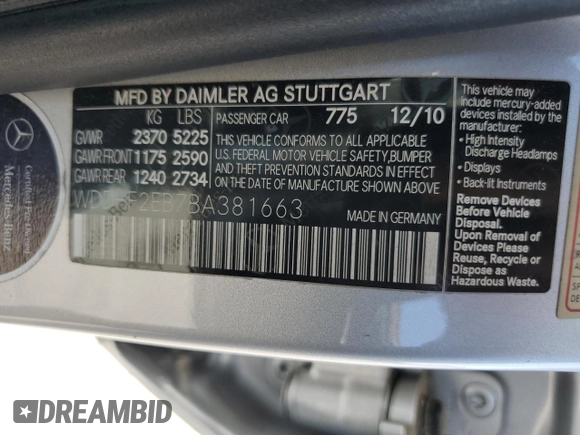 MFD BY DAIMLER AG STUTTGART
KG LBS
PASSENGER CAR 775 12/10
GVWR 2370 5225
GAWR FRONT 1175 2590
GAWR REAR 1240 2734
THIS VEHICLE CONFORMS TO ALL APPLICABLE
U.S. FEDERAL MOTOR VEHICLE SAFETY, BUMPER
AND THEFT PREVENTION STANDARDS IN EFFECT
ON THE DATE OF MANUFACTURE SHOWN ABOVE.
MADE IN GERMANY
This vehicle may
include mercury-added
devices installed by the
manufacturer:
• High Intensity
Discharge Headlamps
• Displays
• Back-lit Instruments
Remove Devices
Before Vehicle
Disposal.
Upon Removal of
Devices Please
Reuse, Recycle or
Dispose as
Hazardous Waste.
Mercedes-Benz
DREAMBID